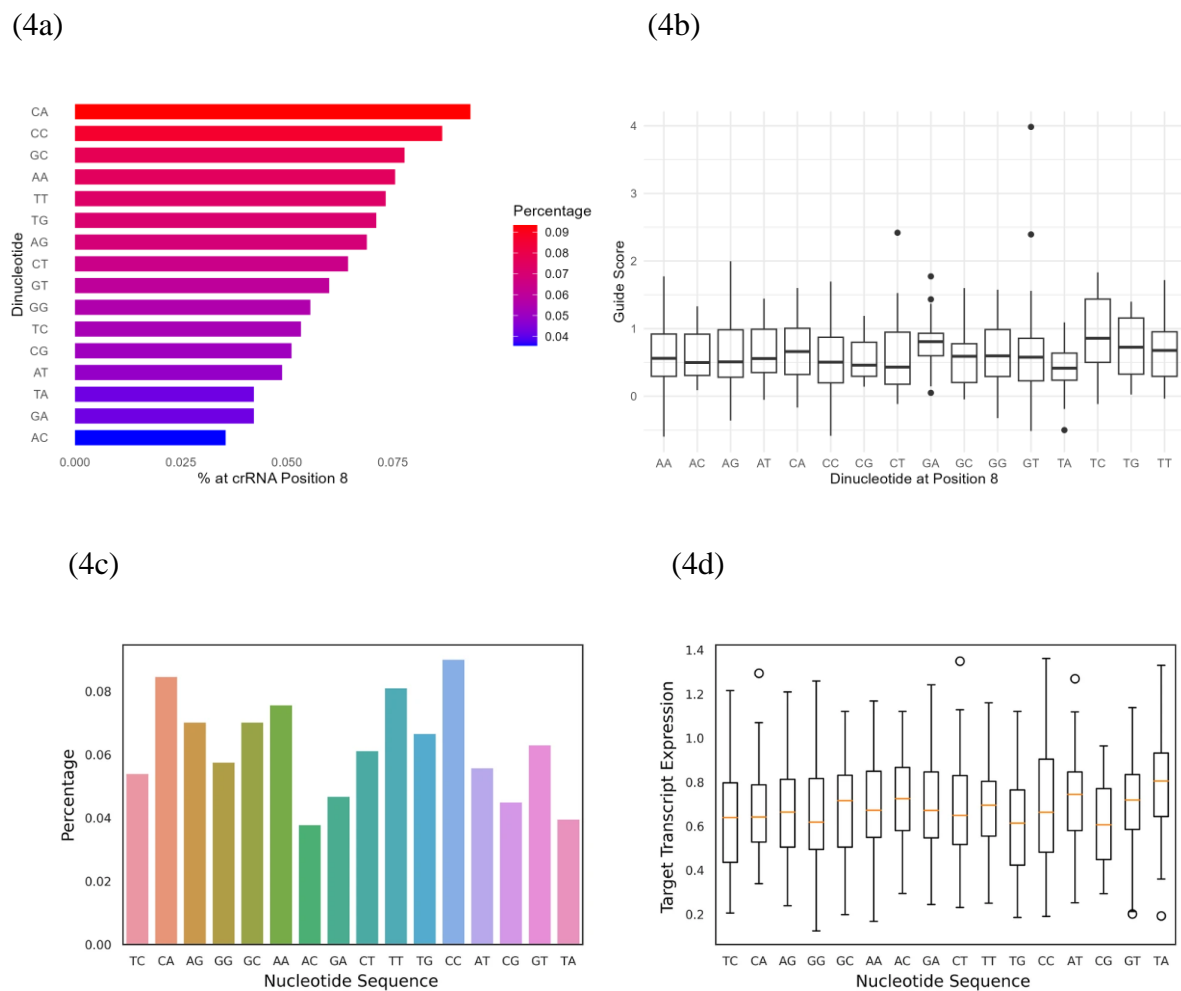 (4a)
CA
CC
GC
AA
TT
TG
AG
CT
GT
GG
TC
CG
AT
TA
GA
AC
Dinucleotide
0.000 0.025 0.050 0.075
% at crRNA Position 8
Percentage
0.09
0.08
0.07
0.06
0.05
0.04
(4b)
4
3
2
1
0
Guide Score
AA AC AG AT CA CC CG CT GA GC GG GT TA TC TG TT
Dinucleotide at Position 8
(4c)
0.08
0.06
0.04
0.02
0.00
Percentage
TC CA AG GG GC AA AC GA CT TT TG CC AT CG GT TA
Nucleotide Sequence
(4d)
1.4
1.2
1.0
0.8
0.6
0.4
0.2
Target Transcript Expression
TC CA AG GG GC AA AC GA CT TT TG CC AT CG GT TA
Nucleotide Sequence